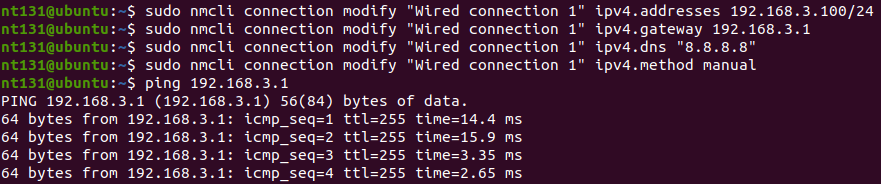 nt131@ubuntu:~$ sudo nmcli connection modify "Wired connection 1" ipv4.addresses 192.168.3.100/24
nt131@ubuntu:~$ sudo nmcli connection modify "Wired connection 1" ipv4.gateway 192.168.3.1
nt131@ubuntu:~$ sudo nmcli connection modify "Wired connection 1" ipv4.dns "8.8.8.8"
nt131@ubuntu:~$ sudo nmcli connection modify "Wired connection 1" ipv4.method manual
nt131@ubuntu:~$ ping 192.168.3.1
PING 192.168.3.1 (192.168.3.1) 56(84) bytes of data.
64 bytes from 192.168.3.1: icmp_seq=1 ttl=255 time=14.4 ms
64 bytes from 192.168.3.1: icmp_seq=2 ttl=255 time=15.9 ms
64 bytes from 192.168.3.1: icmp_seq=3 ttl=255 time=3.35 ms
64 bytes from 192.168.3.1: icmp_seq=4 ttl=255 time=2.65 ms